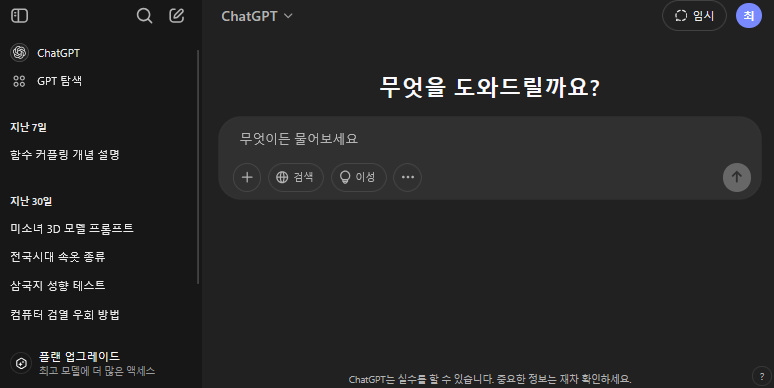 ChatGPT
임시
최
ChatGPT
GPT 탐색
지난 7일
함수 커플링 개념 설명
지난 30일
미소녀 3D 모델 프롬프트
전국시대 속옷 종류
삼국지 성향 테스트
컴퓨터 검열 우회 방법
플랜 업그레이드
최고 모델에 더 많은 액세스
무엇을 도와드릴까요?
무엇이든 물어보세요
검색
이성
ChatGPT는 실수를 할 수 있습니다. 중요한 정보는 재차 확인하세요.
?